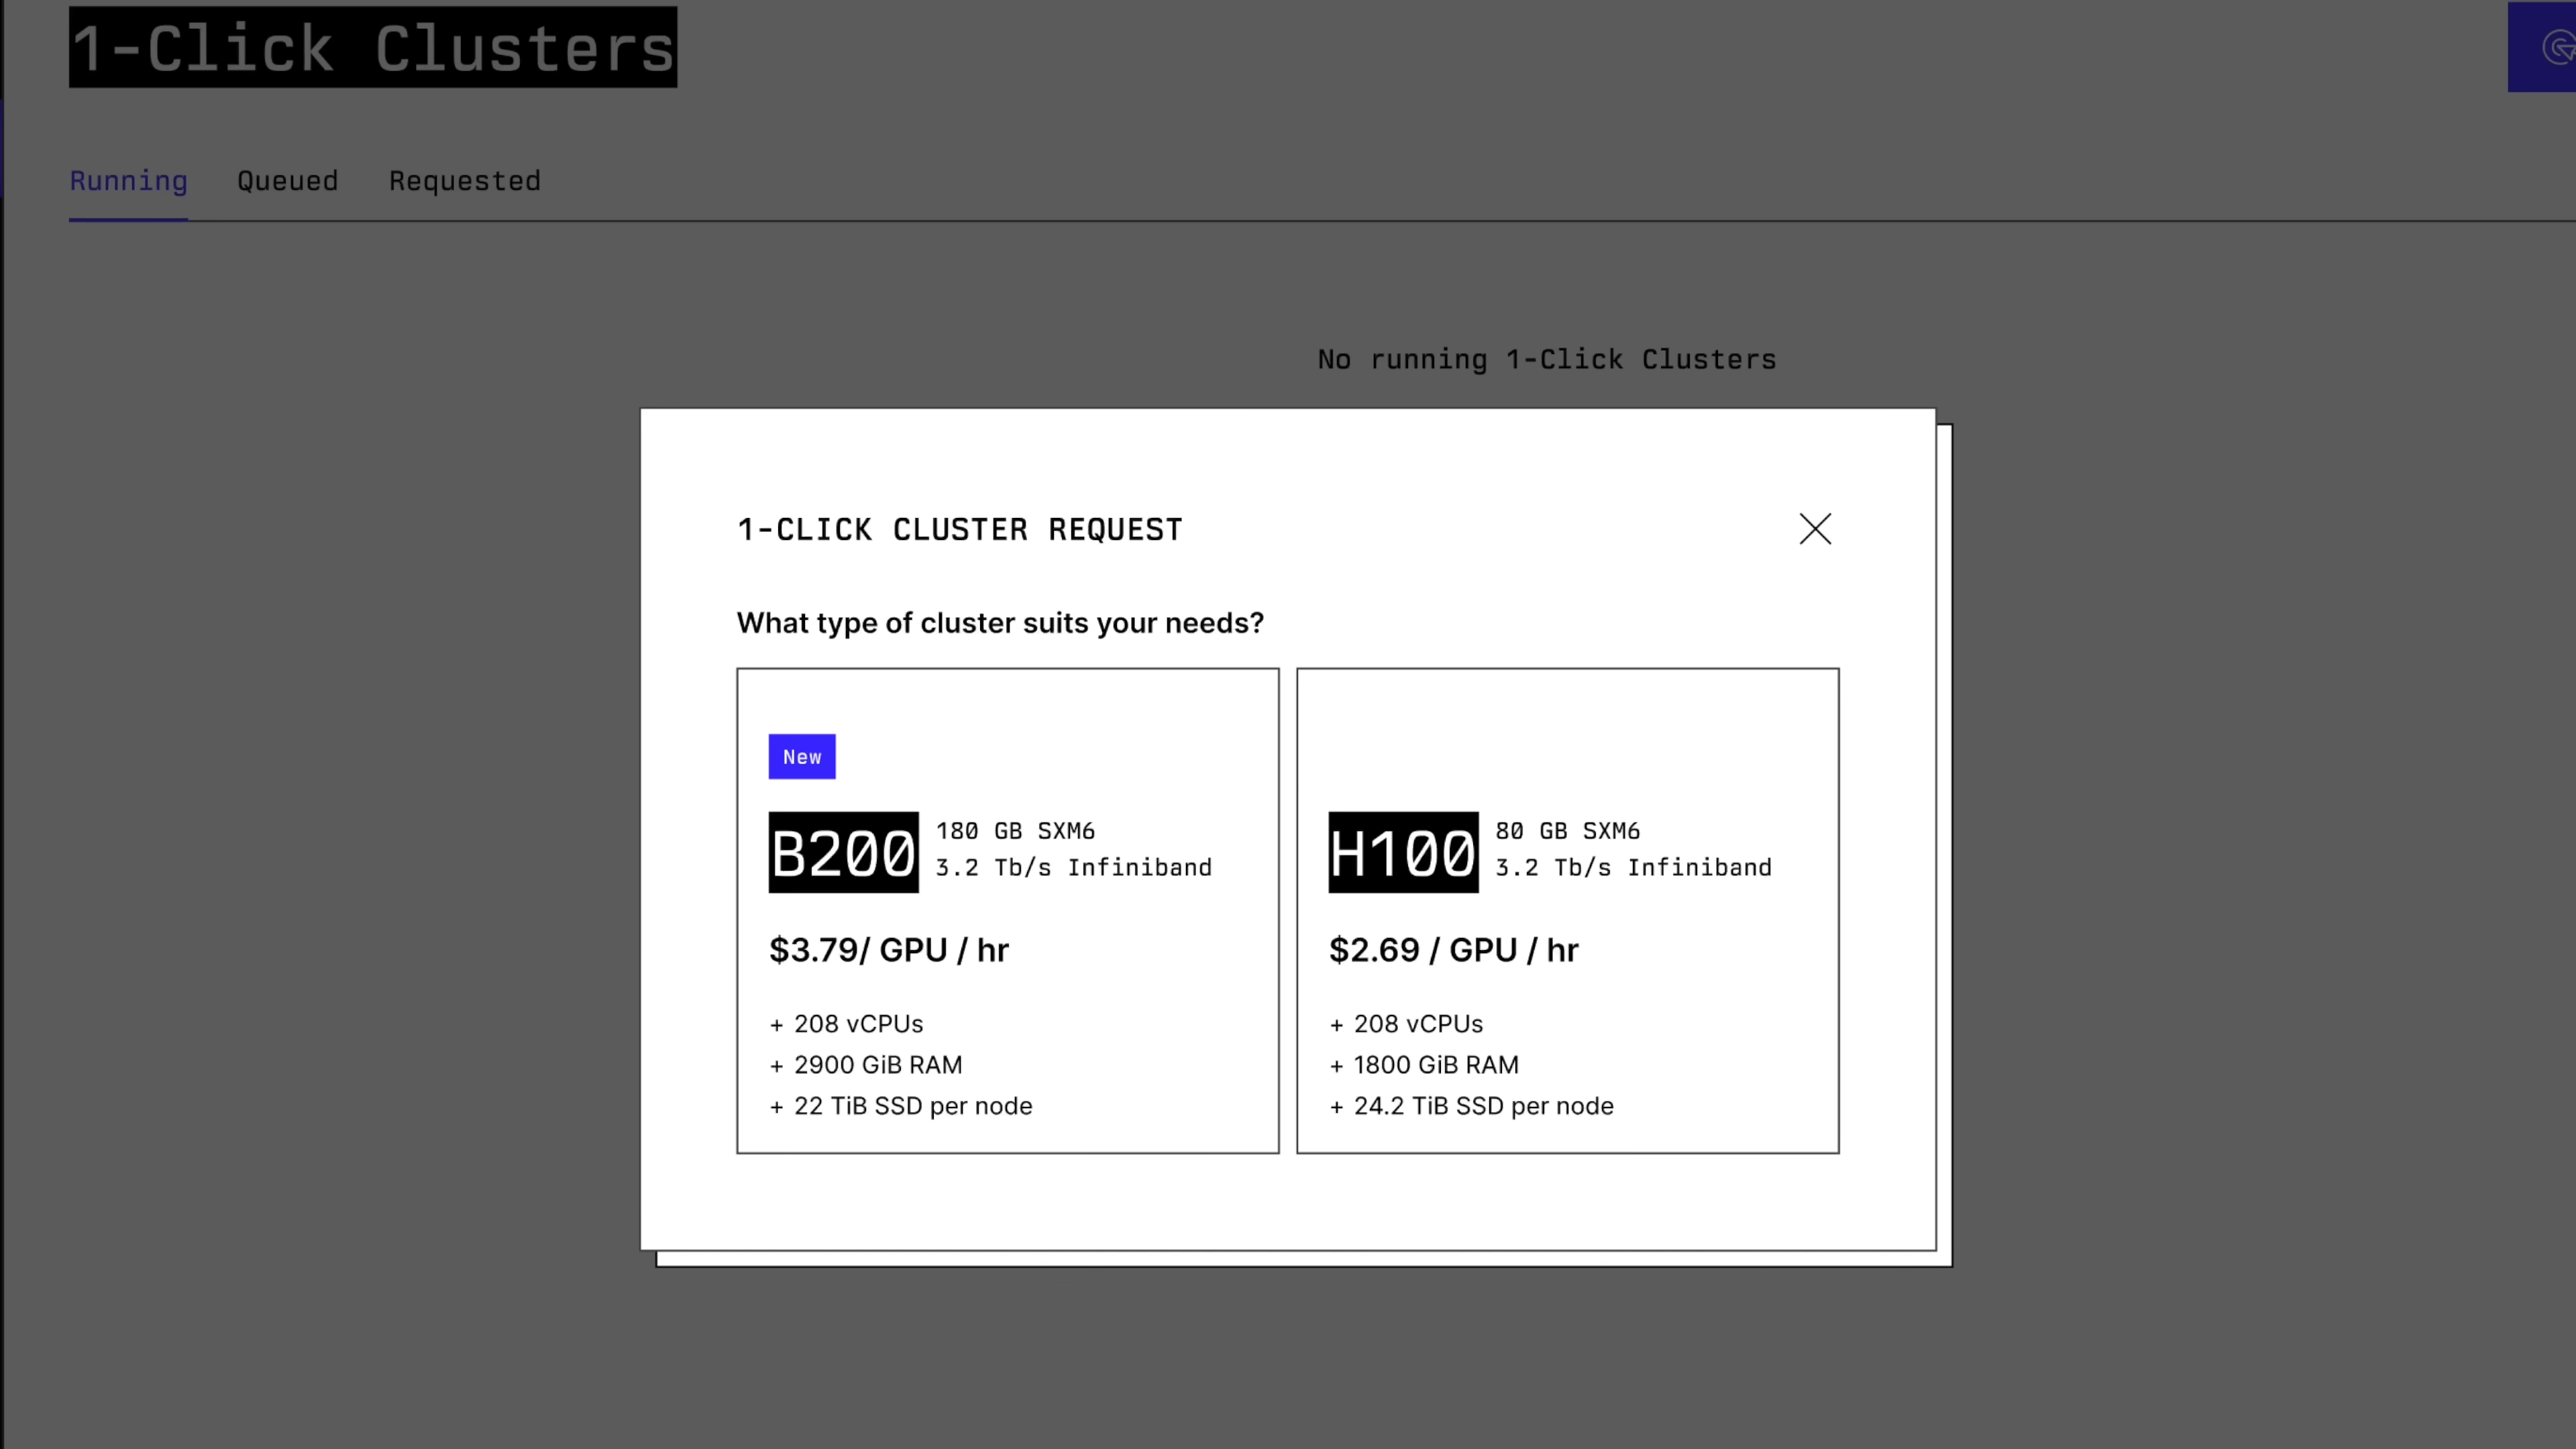 1-Click Clusters
Running Queued Requested
No running 1-Click Clusters
1-CLICK CLUSTER REQUEST
What type of cluster suits your needs?
New
B200
180 GB SXM6
3.2 Tb/s Infiniband
$3.79/ GPU / hr
+ 208 vCPUs
+ 2900 GiB RAM
+ 22 TiB SSD per node
H100
80 GB SXM6
3.2 Tb/s Infiniband
$2.69 / GPU / hr
+ 208 vCPUs
+ 1800 GiB RAM
+ 24.2 TiB SSD per node